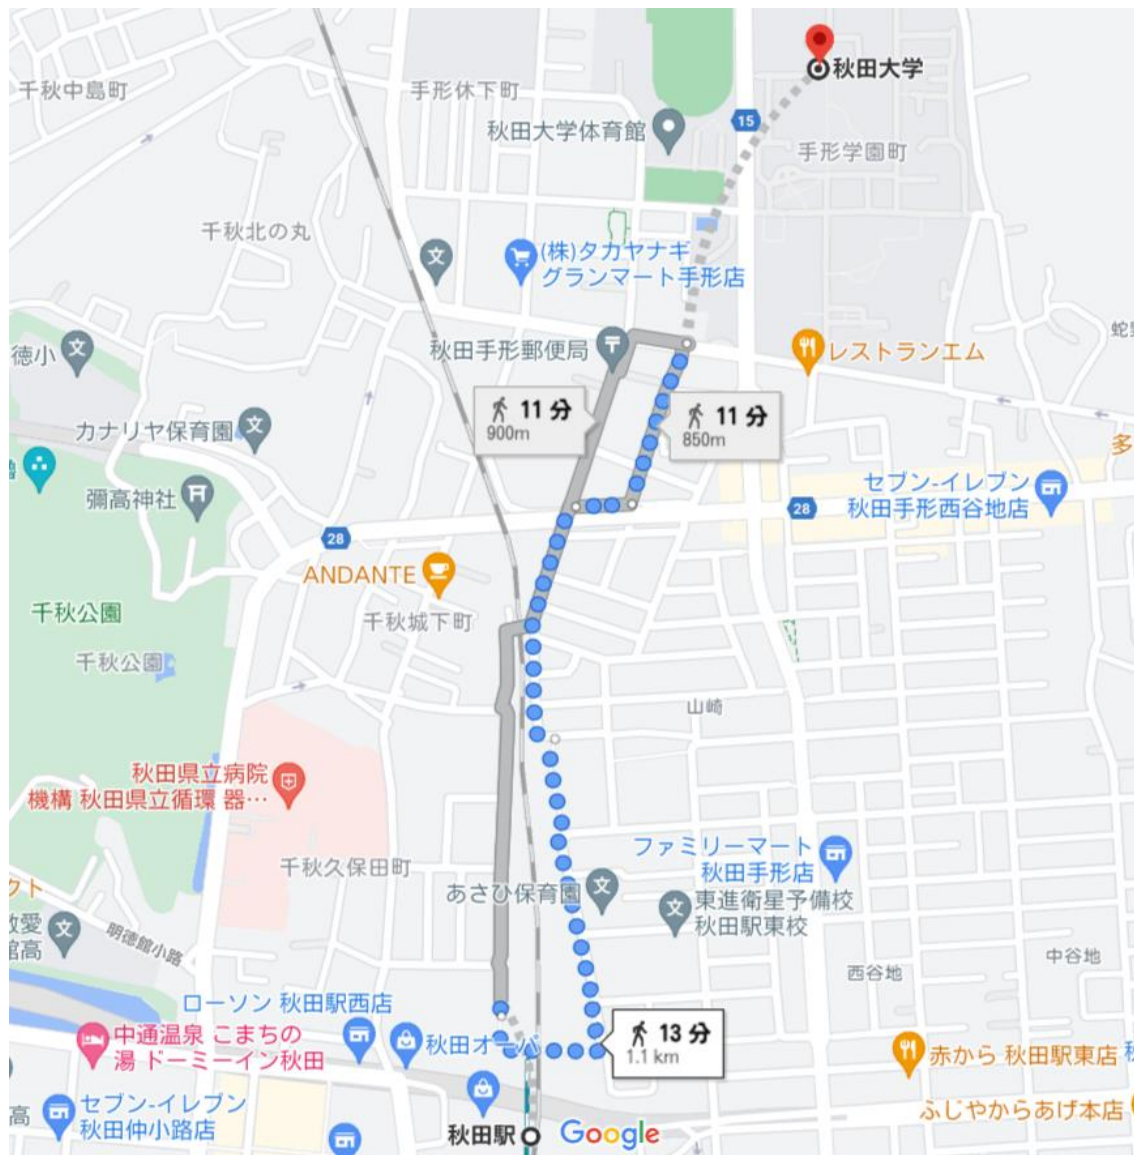 秋田大学
千秋中島町
手形休下町
15
秋田大学体育館
手形学園町
千秋北の丸
(株)タカヤナギ
グランマート手形店
徳小
秋田手形郵便局
レストランエム
11 分
900m
11 分
850m
カナリヤ保育園
多
彌高神社
セブン-イレブン
秋田手形西谷地店
28
28
ANDANTE
千秋公園
千秋城下町
千秋公園
山崎
秋田県立病院
機構 秋田県立循環 器…
ファミリーマート
秋田手形店
千秋久保田町
あさひ保育園
クト
東進衛星予備校
秋田駅東校
明徳館小路
館高
中谷地
西谷地
ローソン 秋田駅西店
中通温泉 こまちの
湯 ドーミーイン秋田
秋田オーパ
13 分
1.1 km
赤から 秋田駅東店
セブン-イレブン
秋田仲小路店
高
ふじやからあげ本店
秋田駅
Google